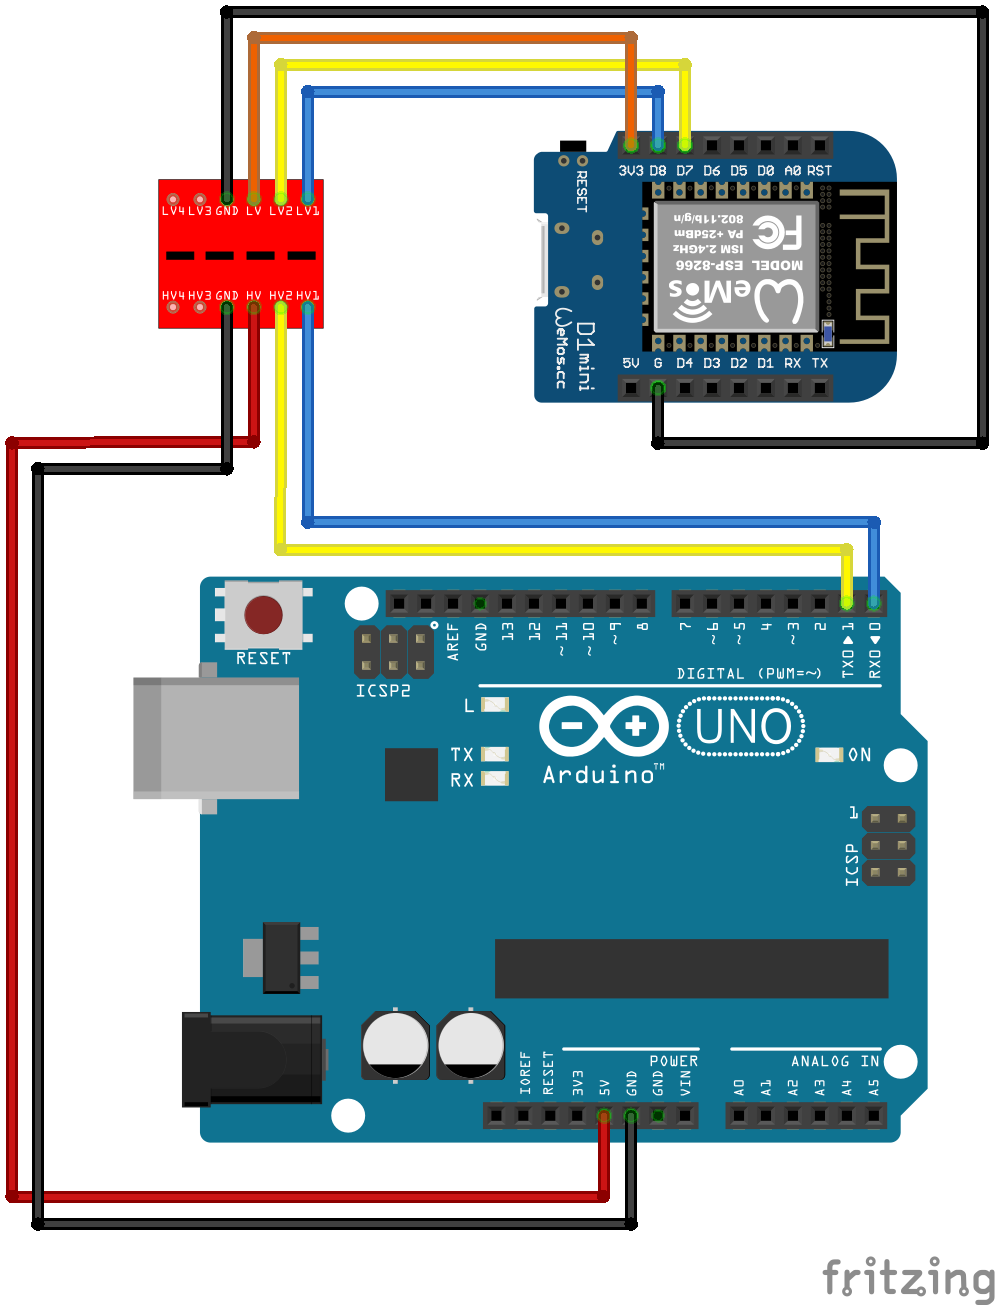 3V3 D8 D7 D6 D5 D0 A0 RST
RESET
LV4 LV3 GND LV LV2 LV1
HV4 HV3 GND HV HV2 HV1
802.11b/g/n
PA +25dBm
ISM 2.4GHz
MODEL ESP-8266
FC
WeMos
D1mini
WeMos.cc
5V G D4 D3 D2 D1 RX TX
AREF GND 13 12 ~11 ~10 ~9 8
7 ~6 ~5 4 ~3 2 TX0▶1 RX0◀0
RESET
ICSP2
DIGITAL (PWM=~)
L
UNO
TX
RX
ON
Arduino™
1
ICSP
POWER
ANALOG IN
IOREF RESET 3V3 5V GND GND VIN
A0 A1 A2 A3 A4 A5
fritzing